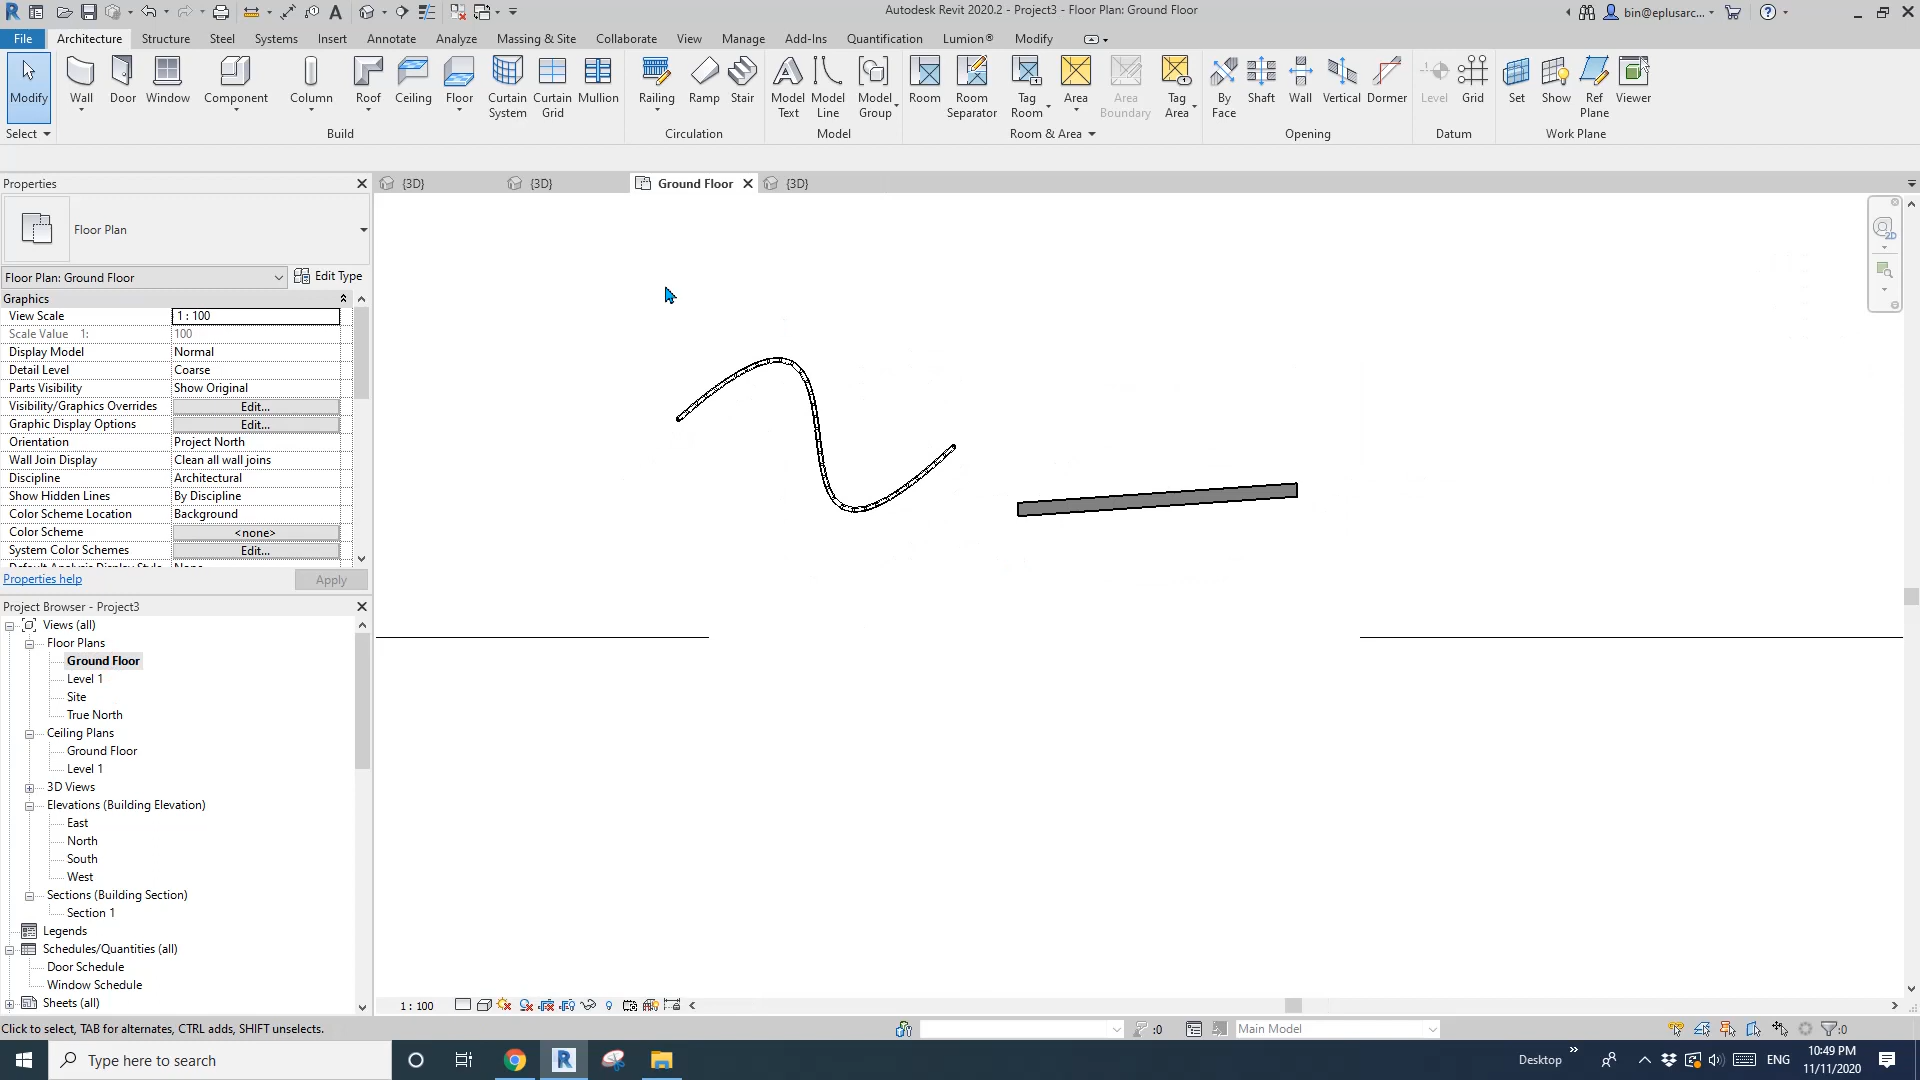 Autodesk Revit 2020.2 - Project3 - Floor Plan: Ground Floor
bin@eplusarc...
File Architecture Structure Steel Systems Insert Annotate Analyze Massing & Site Collaborate View Manage Add-Ins Quantification Lumion® Modify
Modify Wall Door Window Component Column Roof Ceiling Floor Curtain System Curtain Grid Mullion Railing Ramp Stair Model Text Model Line Model Group Room Room Separator Tag Room Area Area Boundary Tag Area By Face Shaft Wall Vertical Dormer Level Grid Set Show Ref Plane Viewer
Select Build Circulation Model Room & Area Opening Datum Work Plane
Properties
{3D} {3D} Ground Floor {3D}
Floor Plan
Floor Plan: Ground Floor Edit Type
Graphics
View Scale 1 : 100
Scale Value 1: 100
Display Model Normal
Detail Level Coarse
Parts Visibility Show Original
Visibility/Graphics Overrides Edit...
Graphic Display Options Edit...
Orientation Project North
Wall Join Display Clean all wall joins
Discipline Architectural
Show Hidden Lines By Discipline
Color Scheme Location Background
Color Scheme <none>
System Color Schemes Edit...
Default Analysis Display Style None
Properties help Apply
Project Browser - Project3
Views (all)
Floor Plans
Ground Floor
Level 1
Site
True North
Ceiling Plans
Ground Floor
Level 1
3D Views
Elevations (Building Elevation)
East
North
South
West
Sections (Building Section)
Section 1
Legends
Schedules/Quantities (all)
Door Schedule
Window Schedule
Sheets (all)
2D
1 : 100
Click to select, TAB for alternates, CTRL adds, SHIFT unselects.
:0
Main Model
:0
Type here to search
Desktop
ENG
10:49 PM
11/11/2020